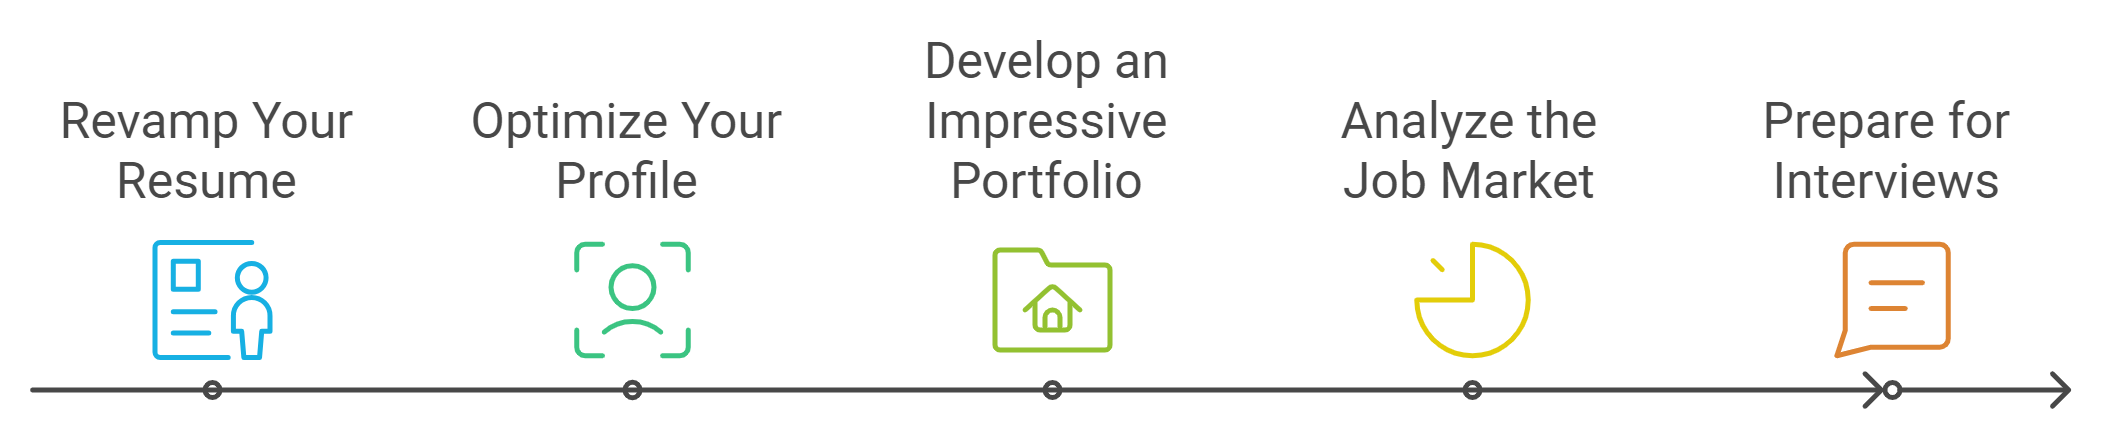 Revamp Your
Resume
Optimize Your
Profile
Develop an
Impressive
Portfolio
Analyze the
Job Market
Prepare for
Interviews